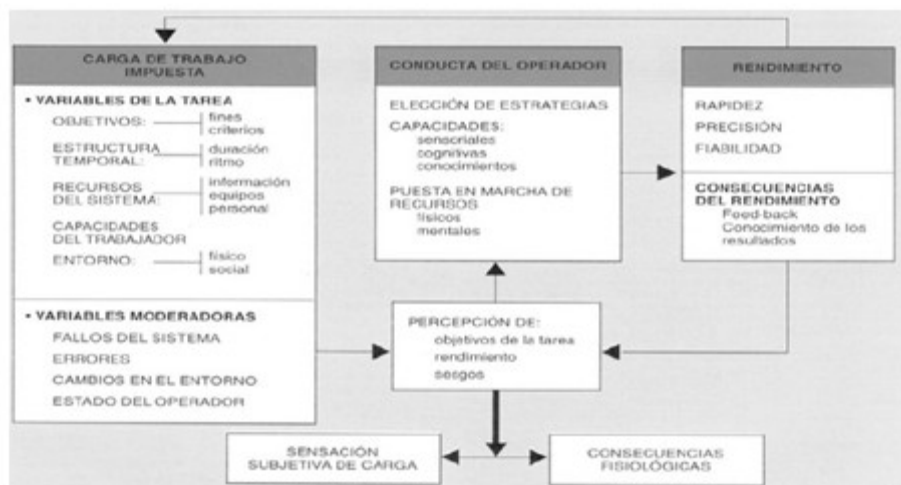 CARGA DE TRABAJO
IMPUESTA
• VARIABLES DE LA TAREA
OBJETIVOS:
fines
criterios
ESTRUCTURA
TEMPORAL:
duración
ritmo
RECURSOS
DEL SISTEMA:
información
equipos
personal
CAPACIDADES
DEL TRABAJADOR
ENTORNO:
físico
social
• VARIABLES MODERADORAS
FALLOS DEL SISTEMA
ERRORES
CAMBIOS EN EL ENTORNO
ESTADO DEL OPERADOR
CONDUCTA DEL OPERADOR
ELECCIÓN DE ESTRATEGIAS
CAPACIDADES:
sensoriales
cognitivas
conocimientos
PUESTA EN MARCHA DE
RECURSOS
físicos
mentales
RENDIMIENTO
RAPIDEZ
PRECISIÓN
FIABILIDAD
CONSECUENCIAS
DEL RENDIMIENTO
Feed-back
Conocimiento de los
resultados
PERCEPCIÓN DE:
objetivos de la tarea
rendimiento
sesgos
SENSACIÓN
SUBJETIVA DE CARGA
CONSECUENCIAS
FISIOLÓGICAS